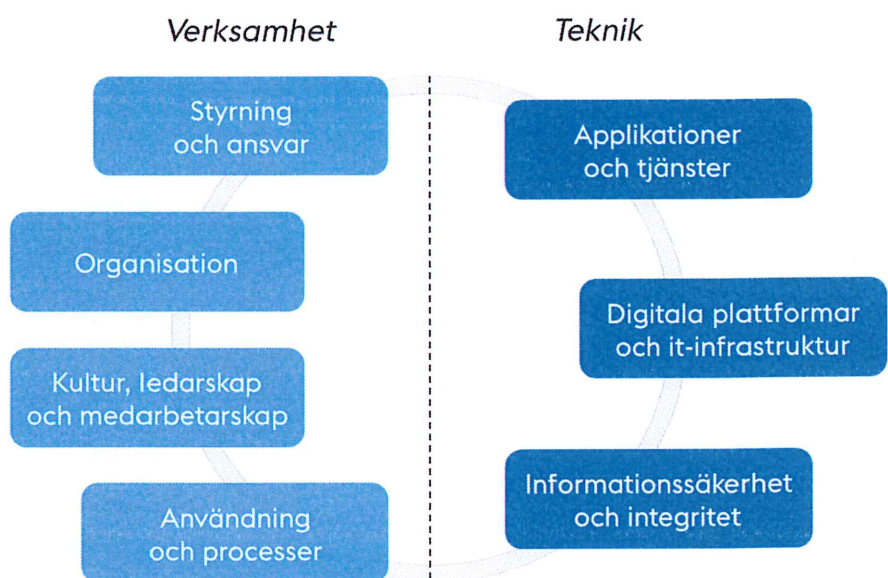 Verksamhet
Styrning
och ansvar
Organisation
Kultur, ledarskap
och medarbetarskap
Användning
och processer
Teknik
Applikationer
och tjänster
Digitala plattformar
och it-infrastruktur
Informationssäkerhet
och integritet